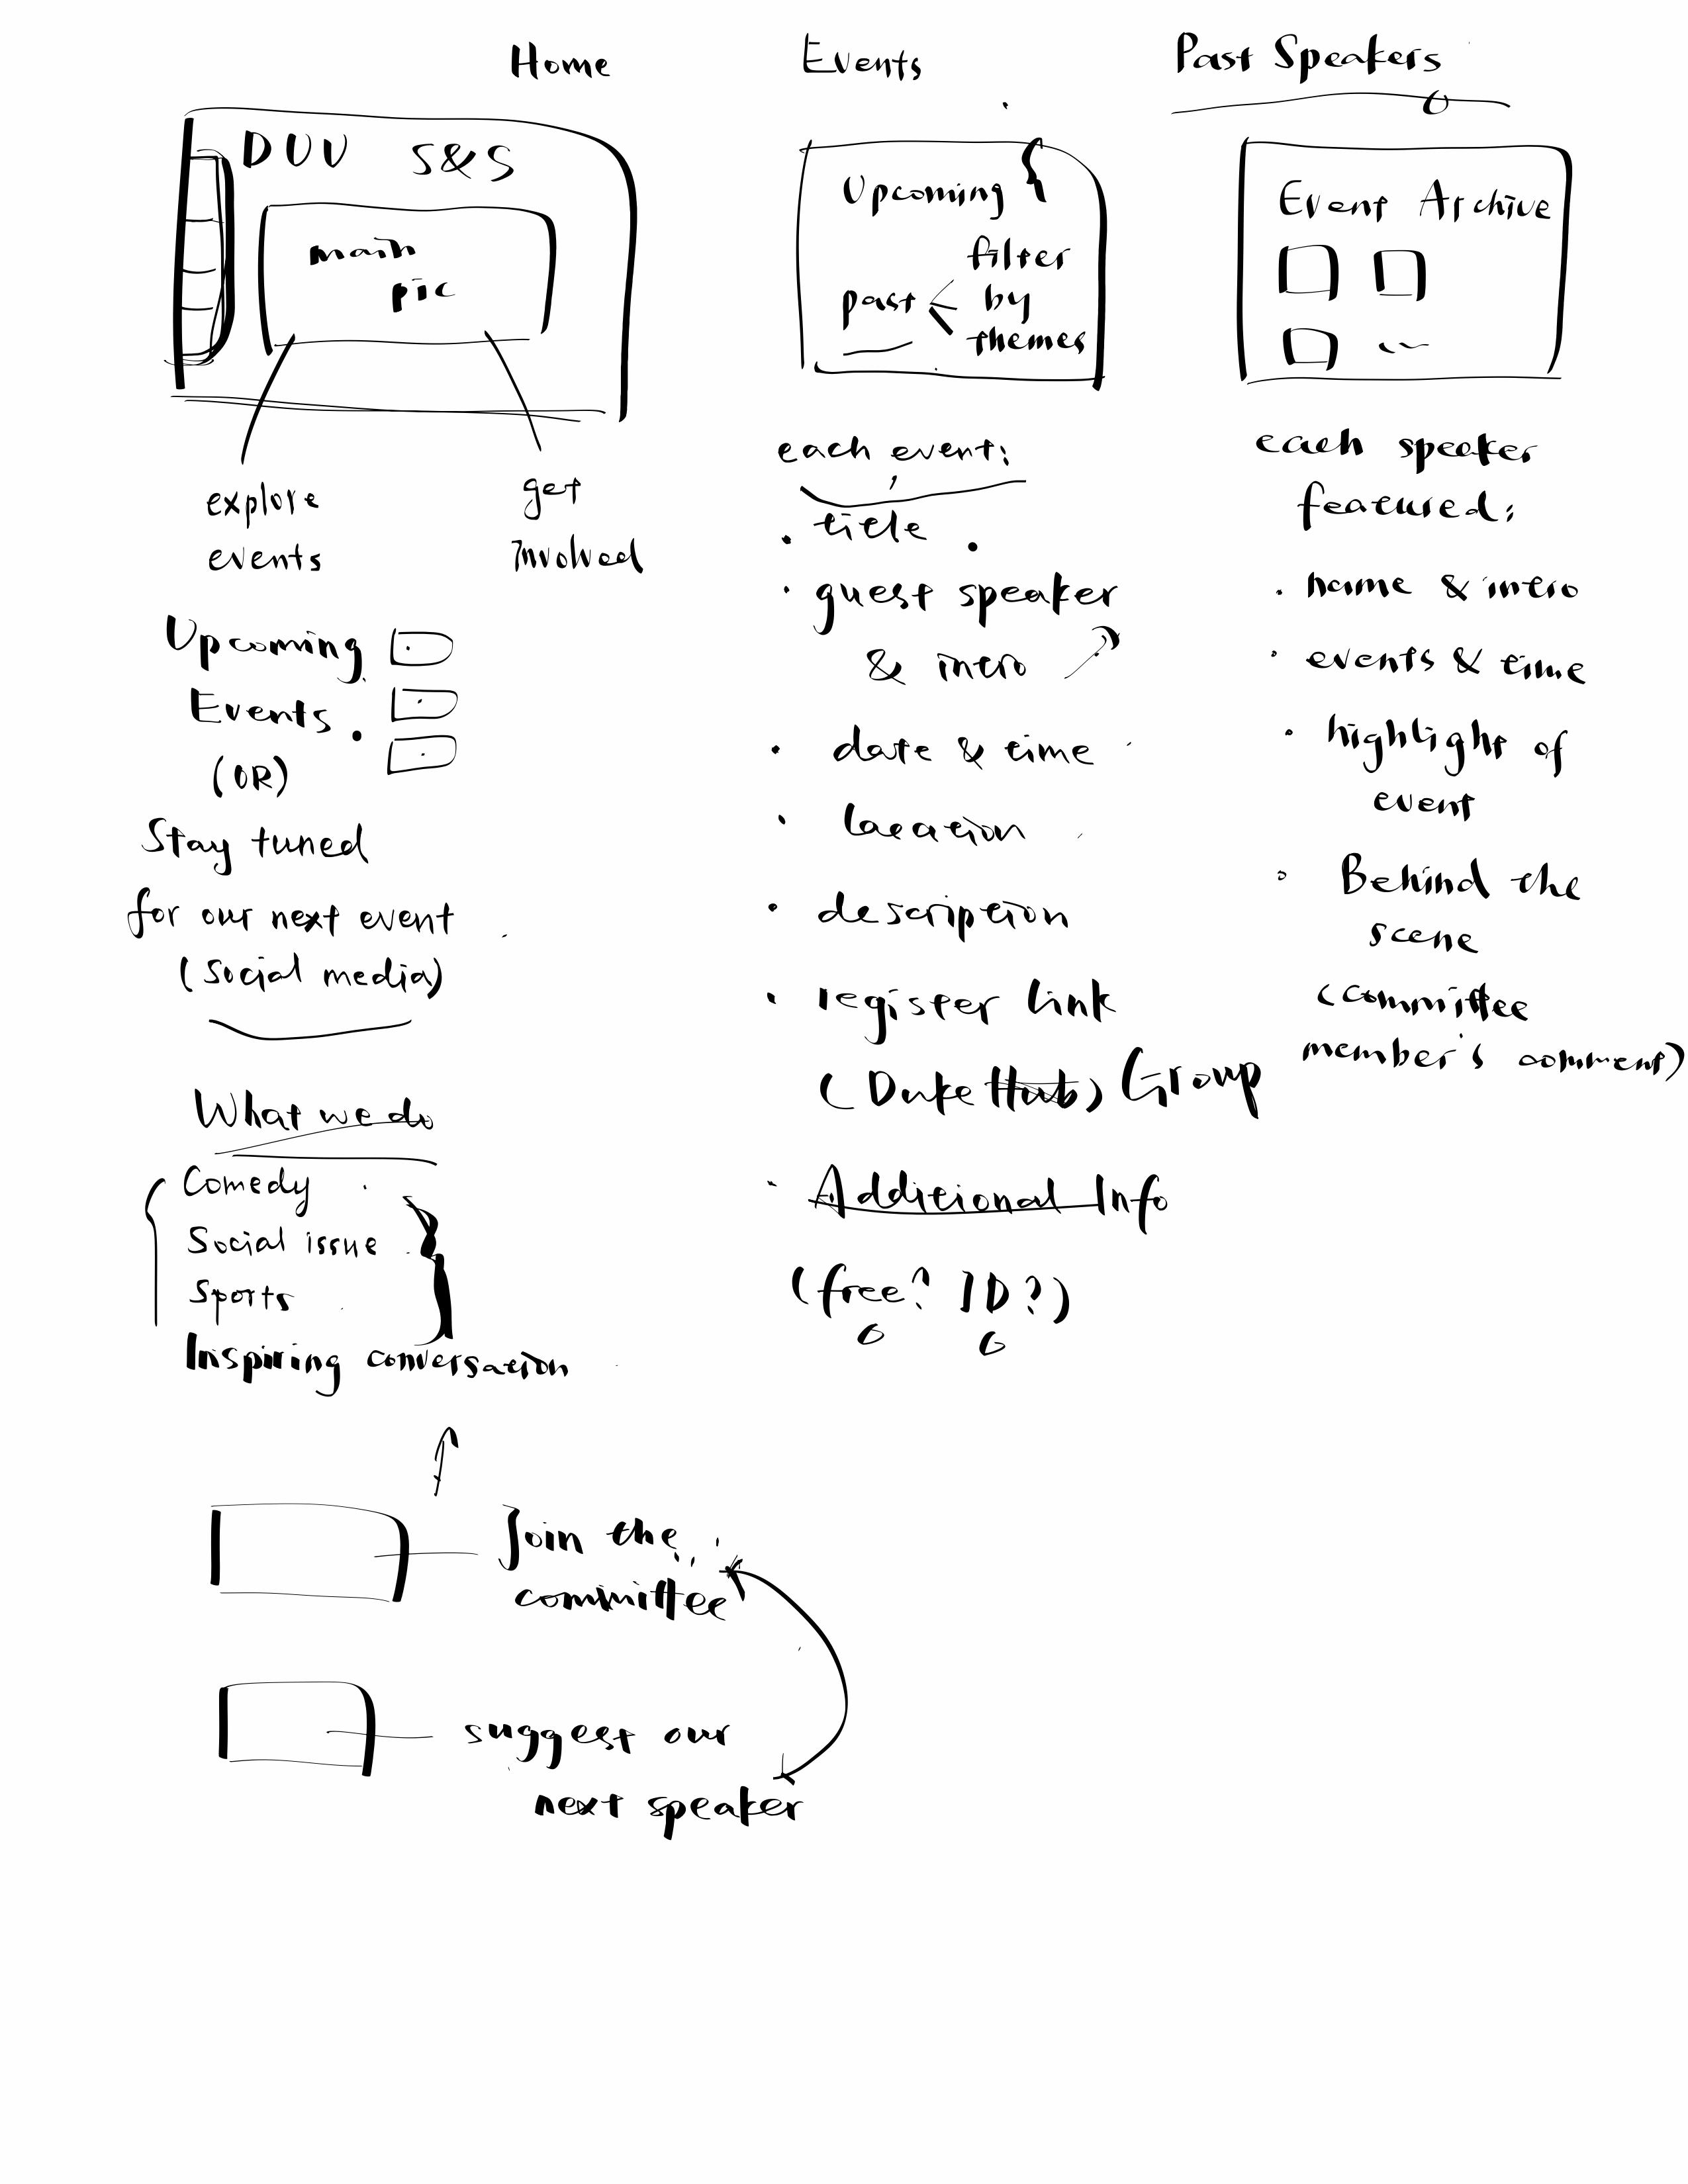 Home
DUU S&S
main
pic
explore
events
get
involved
Upcoming
Events
(OR)
Stay tuned
for our next event
(social media)
What we do
Comedy
Social issue
Sports
Inspiring conversation
Join the
committee
suggest our
next speaker
Events
Upcoming
past
filter
by
themes
each event:
• title
• guest speaker
& intro
• date & time
• location
• description
• register link
(Duke Hub) Group
• Additional Info
(free? ID?)
Past Speakers
Event Archive
each speaker
featured:
• name & intro
• events & time
• highlight of
event
• Behind the
scene
(committee
member's comment)